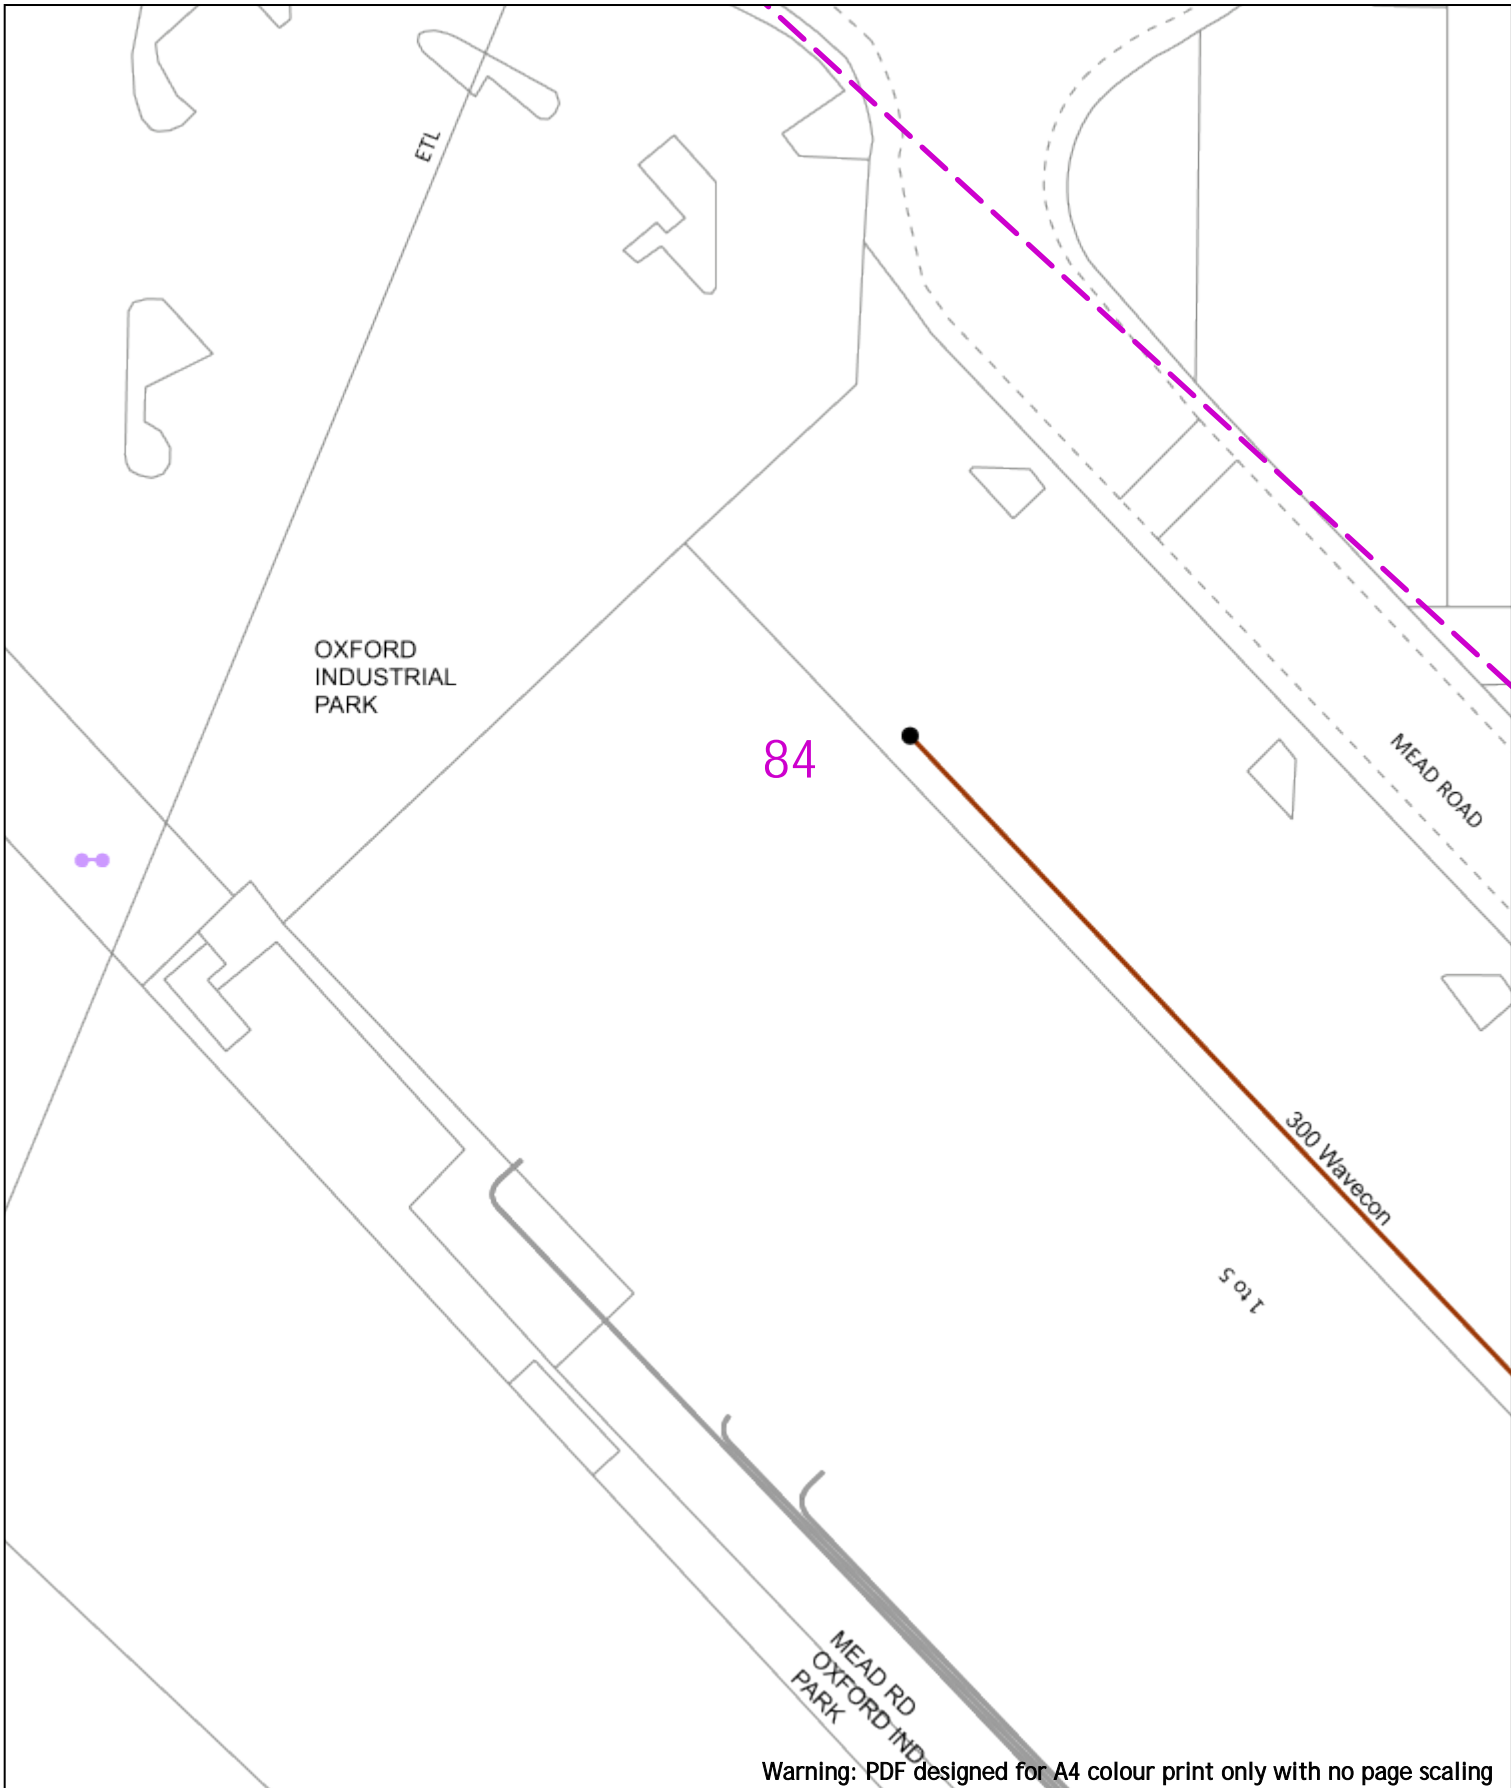 ETL
OXFORD
INDUSTRIAL
PARK
84
MEAD ROAD
300 Wavecon
1 to 5
MEAD RD
OXFORD IND
PARK
Warning: PDF designed for A4 colour print only with no page scaling